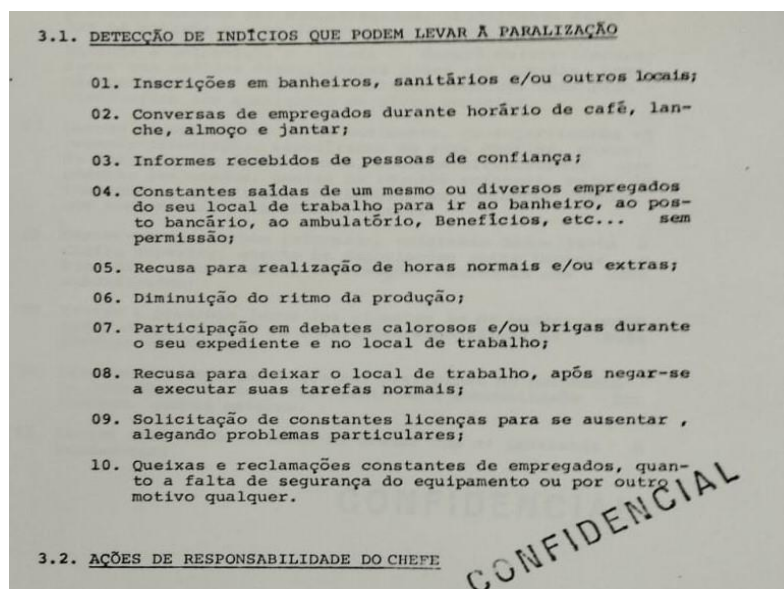 3.1. DETECÇÃO DE INDÍCIOS QUE PODEM LEVAR Ã PARALIZAÇÃO
01. Inscrições em banheiros, sanitários e/ou outros locais;
02. Conversas de empregados durante horário de café, lan-
che, almoço e jantar;
03. Informes recebidos de pessoas de confiança;
04. Constantes saídas de um mesmo ou diversos empregados
do seu local de trabalho para ir ao banheiro, ao pos-
to bancário, ao ambulatório, Benefícios, etc... sem
permissão;
05. Recusa para realização de horas normais e/ou extras;
06. Diminuição do ritmo da produção;
07. Participação em debates calorosos e/ou brigas durante
o seu expediente e no local de trabalho;
08. Recusa para deixar o local de trabalho, após negar-se
a executar suas tarefas normais;
09. Solicitação de constantes licenças para se ausentar ,
alegando problemas particulares;
10. Queixas e reclamações constantes de empregados, quan-
to a falta de segurança do equipamento ou por outro
motivo qualquer.
CONFIDENCIAL
3.2. AÇÕES DE RESPONSABILIDADE DO CHEFE